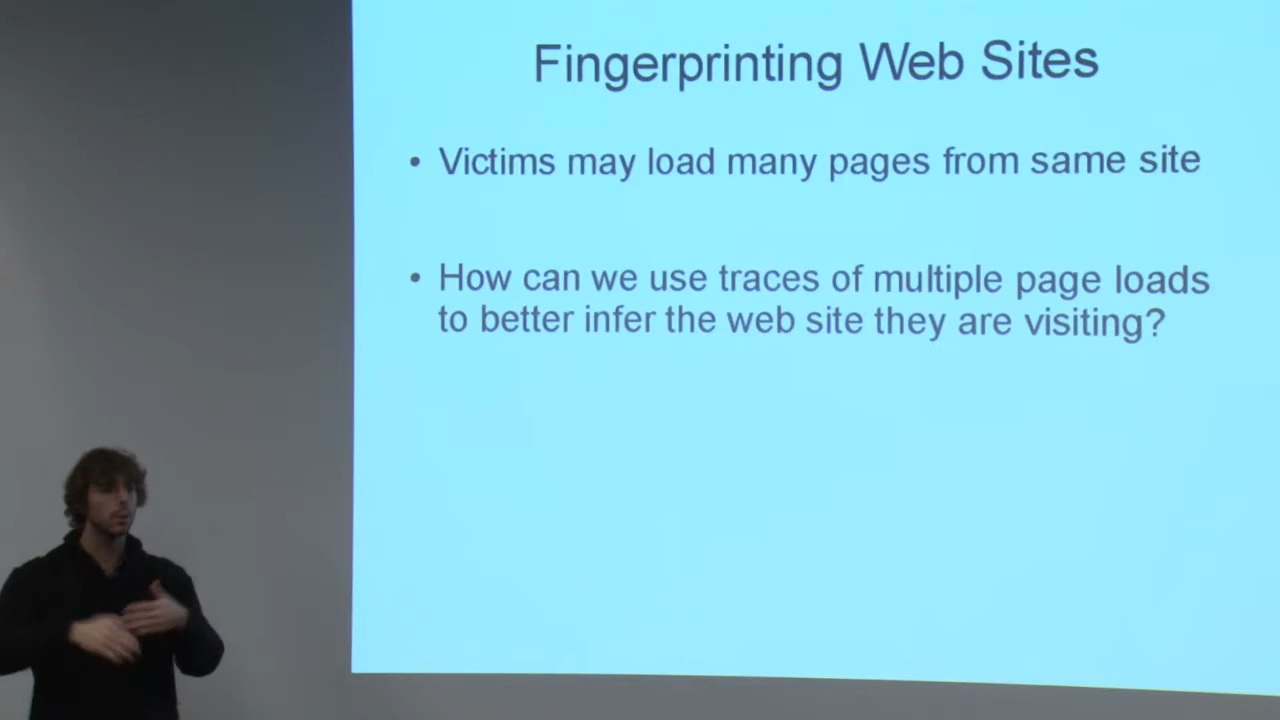 Fingerprinting Web Sites
• Victims may load many pages from same site
• How can we use traces of multiple page loads
to better infer the web site they are visiting?